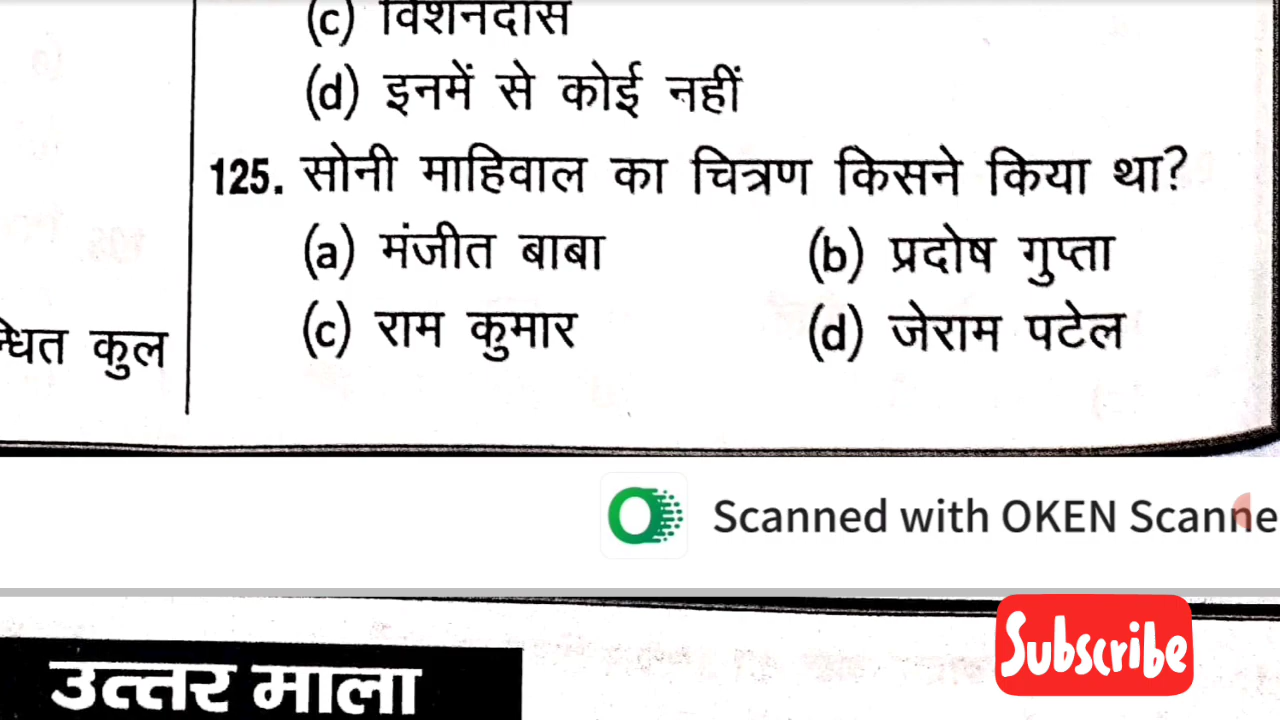 (c) विशनदास
(d) इनमें से कोई नहीं
125. सोनी माहिवाल का चित्रण किसने किया था?
(a) मंजीत बाबा (b) प्रदोष गुप्ता
(c) राम कुमार (d) जेराम पटेल
न्धित कुल
Scanned with OKEN Scanne
Subscribe
उत्तर माला